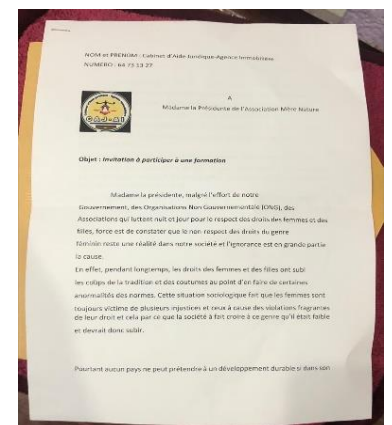 NOM et PRENOM : Cabinet d'Aide Juridique-Agence Immobilière
NUMERO : 64 73 13 27
A
Madame la Présidente de l'Association Mère Nature
CAJ-AI
Objet : Invitation à participer à une formation
Madame la présidente, malgré l'effort de notre
Gouvernement, des Organisations Non Gouvernementale (ONG), des
Associations qui luttent nuit et jour pour le respect des droits des femmes et des
filles, force est de constater que le non-respect des droits du genre
féminin reste une réalité dans notre société et l'ignorance est en grande partie
la cause.
En effet, pendant longtemps, les droits des femmes et des filles ont subi
les coups de la tradition et des coutumes au point d'en faire de certaines
anormalités des normes. Cette situation sociologique fait que les femmes sont
toujours victime de plusieurs injustices et ceux à cause des violations fragrantes
de leur droit et cela par ce que la société à fait croire à ce genre qu'il était faible
et devrait donc subir.
Pourtant aucun pays ne peut prétendre à un développement durable si dans son